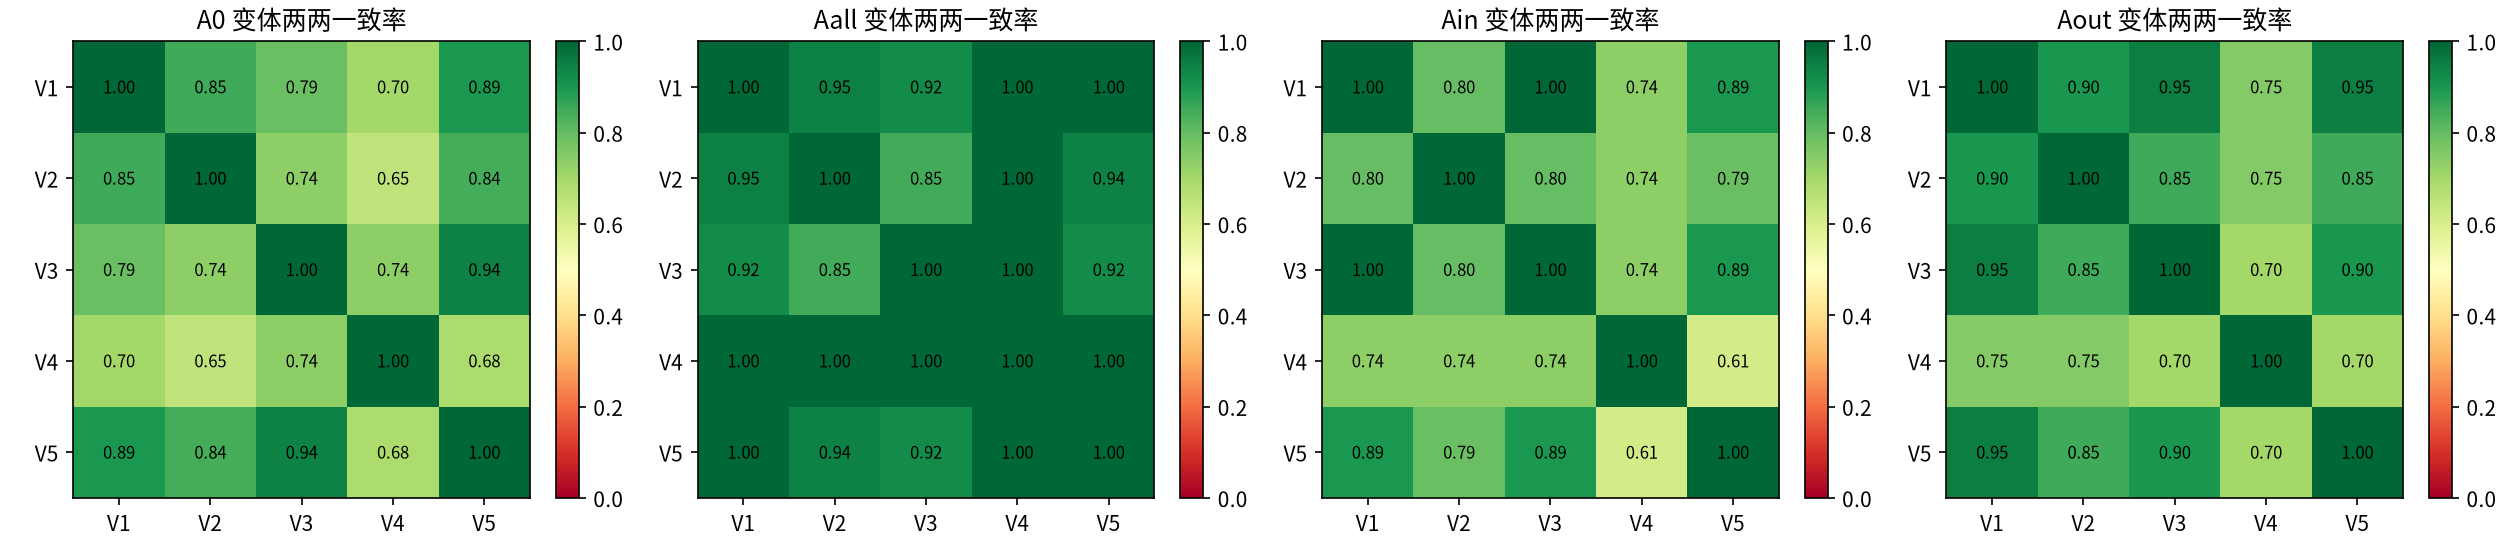 A0 变体两两一致率
V1 1.00 0.85 0.79 0.70 0.89
V2 0.85 1.00 0.74 0.65 0.84
V3 0.79 0.74 1.00 0.74 0.94
V4 0.70 0.65 0.74 1.00 0.68
V5 0.89 0.84 0.94 0.68 1.00
V1 V2 V3 V4 V5
1.0
0.8
0.6
0.4
0.2
0.0
Aall 变体两两一致率
V1 1.00 0.95 0.92 1.00 1.00
V2 0.95 1.00 0.85 1.00 0.94
V3 0.92 0.85 1.00 1.00 0.92
V4 1.00 1.00 1.00 1.00 1.00
V5 1.00 0.94 0.92 1.00 1.00
V1 V2 V3 V4 V5
1.0
0.8
0.6
0.4
0.2
0.0
Ain 变体两两一致率
V1 1.00 0.80 1.00 0.74 0.89
V2 0.80 1.00 0.80 0.74 0.79
V3 1.00 0.80 1.00 0.74 0.89
V4 0.74 0.74 0.74 1.00 0.61
V5 0.89 0.79 0.89 0.61 1.00
V1 V2 V3 V4 V5
1.0
0.8
0.6
0.4
0.2
0.0
Aout 变体两两一致率
V1 1.00 0.90 0.95 0.75 0.95
V2 0.90 1.00 0.85 0.75 0.85
V3 0.95 0.85 1.00 0.70 0.90
V4 0.75 0.75 0.70 1.00 0.70
V5 0.95 0.85 0.90 0.70 1.00
V1 V2 V3 V4 V5
1.0
0.8
0.6
0.4
0.2
0.0